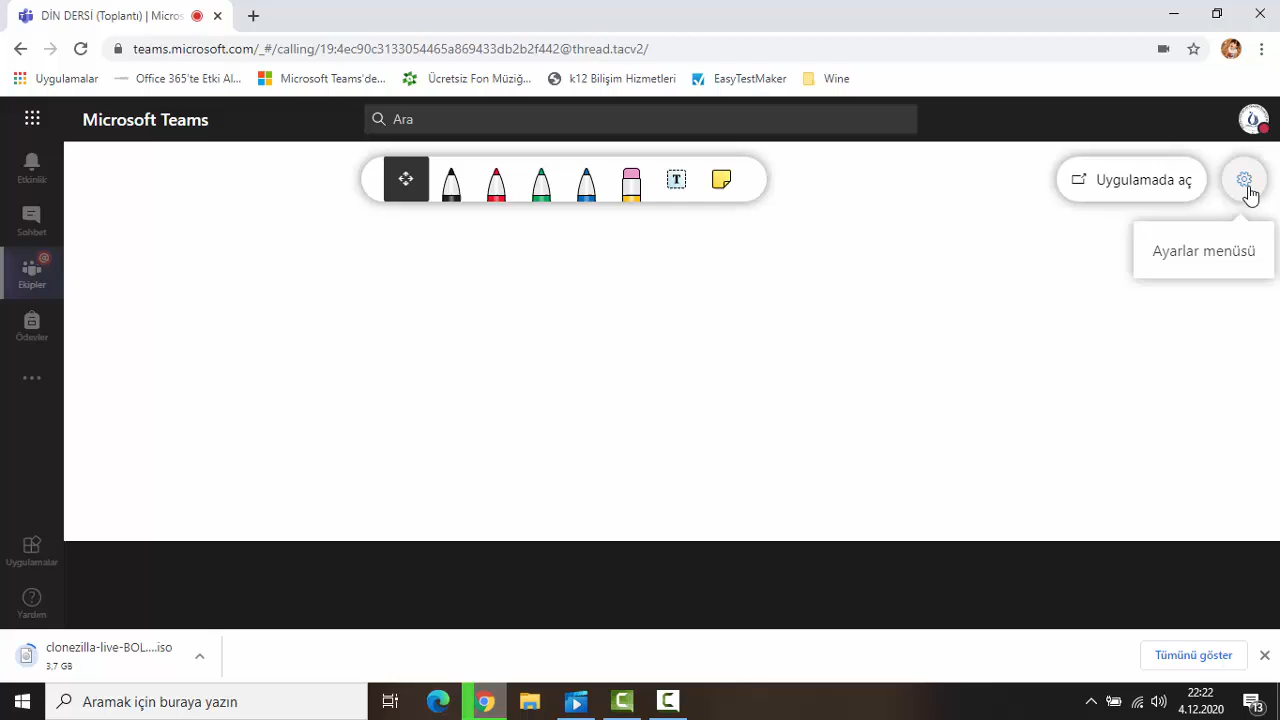 DİN DERSİ (Toplantı) | Micros
teams.microsoft.com/_#/calling/19:4ec90c3133054465a869433db2b2f442@thread.tacv2/
Uygulamalar
Office 365'te Etki Al...
Microsoft Teams'de...
Ücretsiz Fon Müziğ...
k12 Bilişim Hizmetleri
EasyTestMaker
Wine
Microsoft Teams
Ara
Etkinlik
Sohbet
Ekipler
Ödevler
Uygulamalar
Yardım
T
Uygulamada aç
Ayarlar menüsü
clonezilla-live-BOL....iso
3,7 GB
Tümünü göster
Aramak için buraya yazın
22:22
4.12.2020
13